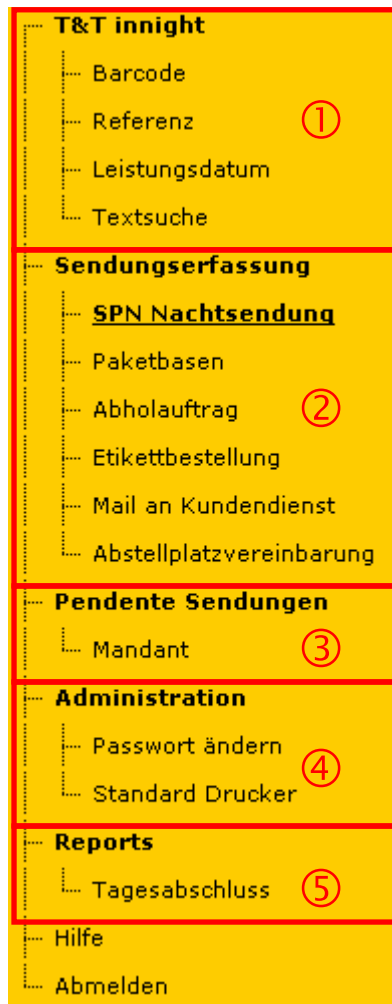 T&T innight
Barcode
Referenz ①
Leistungsdatum
Textsuche
Sendungserfassung
SPN Nachtsendung
Paketbasen
Abholauftrag ②
Etikettbestellung
Mail an Kundendienst
Abstellplatzvereinbarung
Pendente Sendungen
Mandant ③
Administration
Passwort ändern ④
Standard Drucker
Reports
Tagesabschluss ⑤
Hilfe
Abmelden